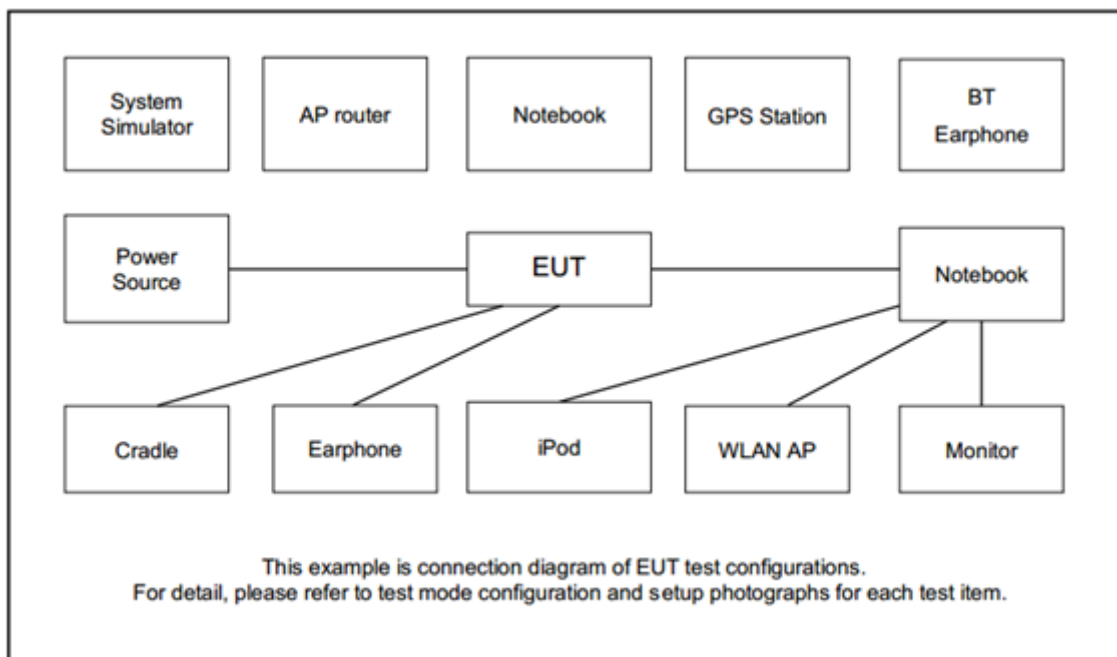 System
Simulator
AP router
Notebook
GPS Station
BT
Earphone
Power
Source
EUT
Notebook
Cradle
Earphone
iPod
WLAN AP
Monitor
This example is connection diagram of EUT test configurations.
For detail, please refer to test mode configuration and setup photographs for each test item.